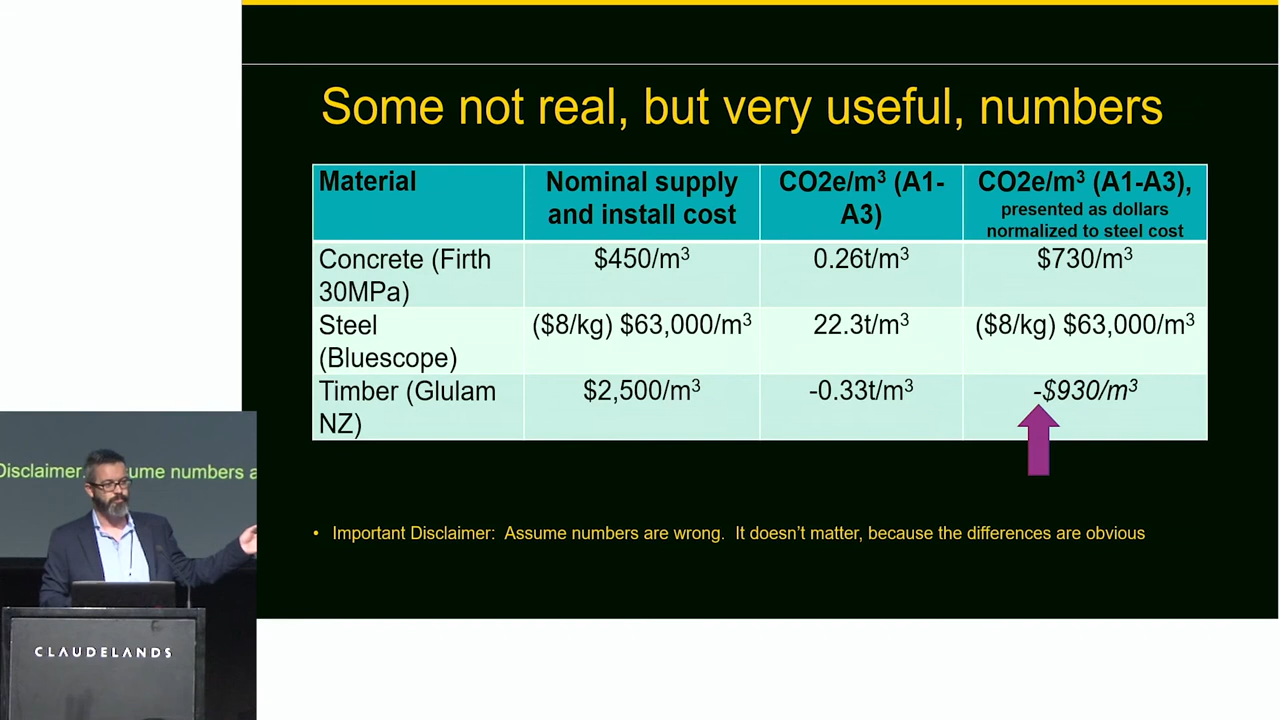 Some not real, but very useful, numbers
Material
Nominal supply
and install cost
CO2e/m³ (A1-
A3)
CO2e/m³ (A1-A3),
presented as dollars
normalized to steel cost
Concrete (Firth
30MPa)
$450/m³
0.26t/m³
$730/m³
Steel
(Bluescope)
($8/kg) $63,000/m³
22.3t/m³
($8/kg) $63,000/m³
Timber (Glulam
NZ)
$2,500/m³
-0.33t/m³
-$930/m³
• Important Disclaimer: Assume numbers are wrong. It doesn't matter, because the differences are obvious
Disclaimer: Assume numbers a
CLAUDELANDS